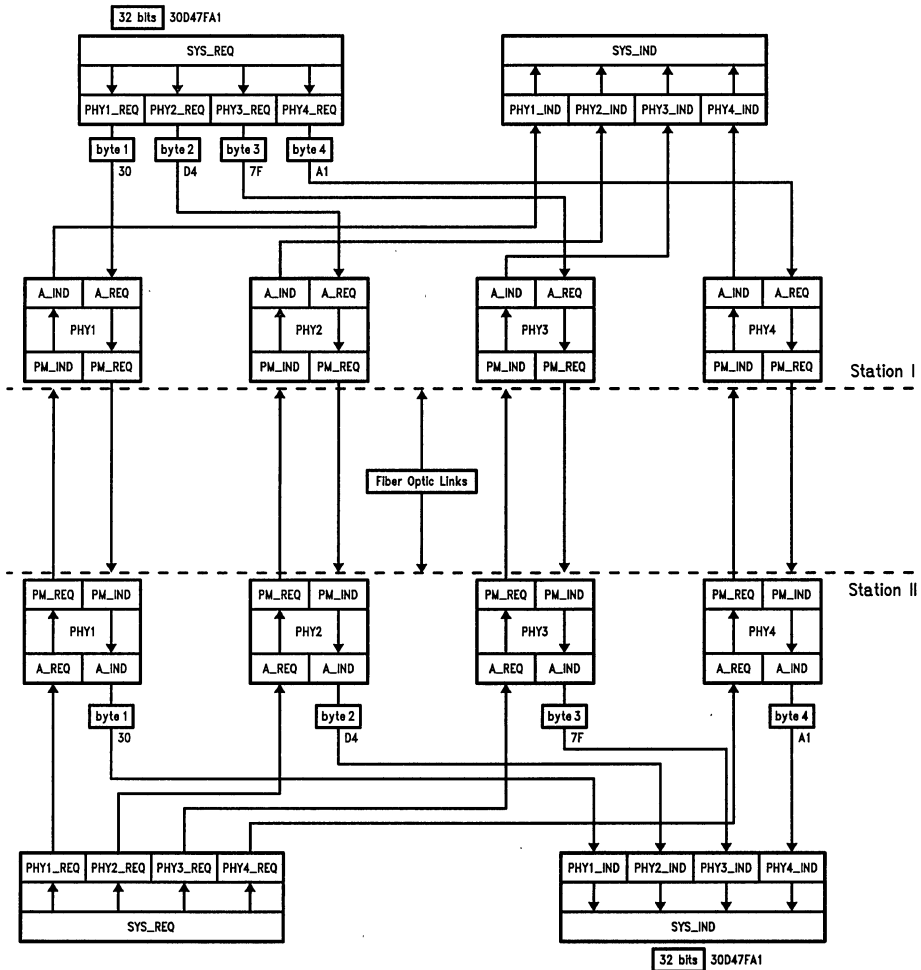 32 bits 30D47FA1
SYS_REQ SYS_IND
PHY1_REQ PHY2_REQ PHY3_REQ PHY4_REQ PHY1_IND PHY2_IND PHY3_IND PHY4_IND
byte 1 byte 2 byte 3 byte 4
30 D4 7F A1
A_IND A_REQ A_IND A_REQ A_IND A_REQ A_IND A_REQ
PHY1 PHY2 PHY3 PHY4
PM_IND PM_REQ PM_IND PM_REQ PM_IND PM_REQ PM_IND PM_REQ
Station I
Fiber Optic Links
Station II
PM_REQ PM_IND PM_REQ PM_IND PM_REQ PM_IND PM_REQ PM_IND
PHY1 PHY2 PHY3 PHY4
A_REQ A_IND A_REQ A_IND A_REQ A_IND A_REQ A_IND
byte 1 byte 2 byte 3 byte 4
30 D4 7F A1
PHY1_REQ PHY2_REQ PHY3_REQ PHY4_REQ PHY1_IND PHY2_IND PHY3_IND PHY4_IND
SYS_REQ SYS_IND
32 bits 30D47FA1